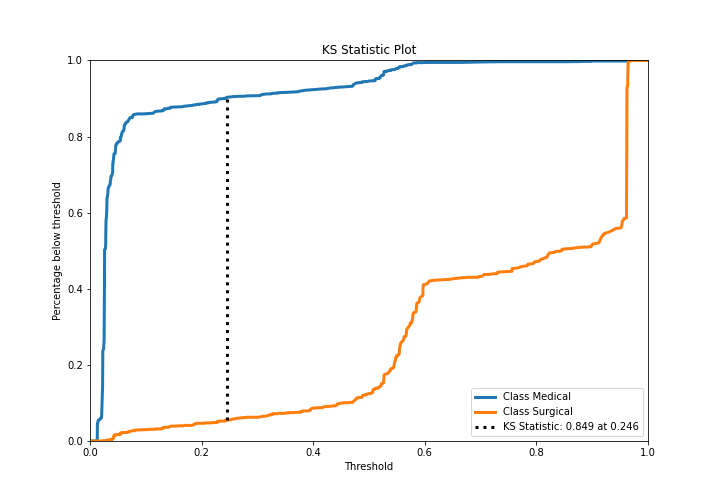 KS Statistic Plot
Percentage below threshold
1.0
0.8
0.6
0.4
0.2
0.0
0.0 0.2 0.4 0.6 0.8 1.0
Threshold
Class Medical
Class Surgical
KS Statistic: 0.849 at 0.246